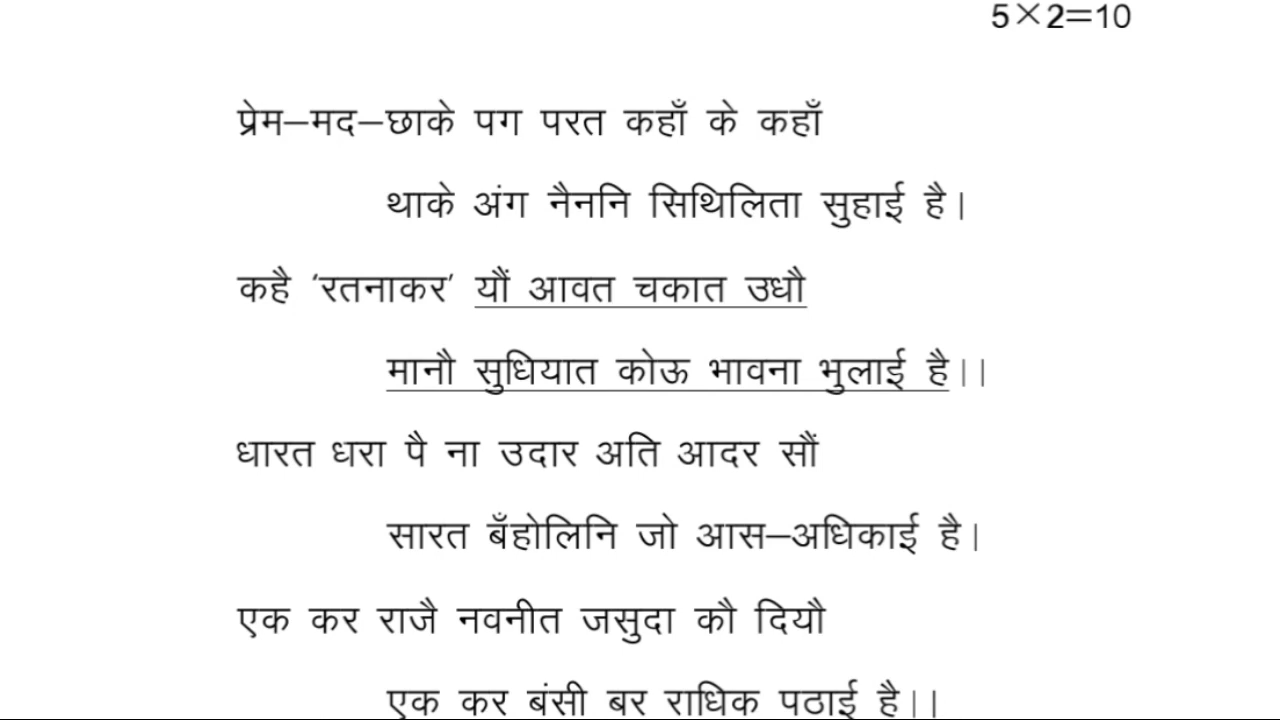 5×2=10
प्रेम–मद–छाके पग परत कहाँ के कहाँ
थाके अंग नैननि सिथिलिता सुहाई है।
कहै ‘रतनाकर’ यौं आवत चकात उधौ
मानौ सुधियात कोऊ भावना भुलाई है।।
धारत धरा पै ना उदार अति आदर सौं
सारत बँहोलिनि जो आस–अधिकाई है।
एक कर राजै नवनीत जसुदा कौ दियौ
एक कर बंसी बर राधिक पठाई है।।